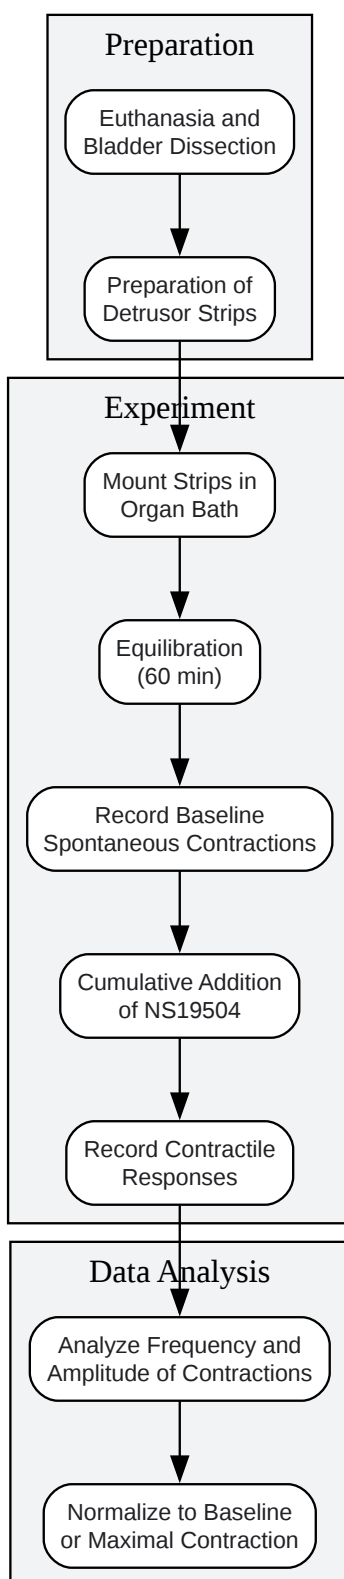 Preparation
Euthanasia and
Bladder Dissection
Preparation of
Detrusor Strips
Experiment
Mount Strips in
Organ Bath
Equilibration
(60 min)
Record Baseline
Spontaneous Contractions
Cumulative Addition
of NS19504
Record Contractile
Responses
Data Analysis
Analyze Frequency and
Amplitude of Contractions
Normalize to Baseline
or Maximal Contraction